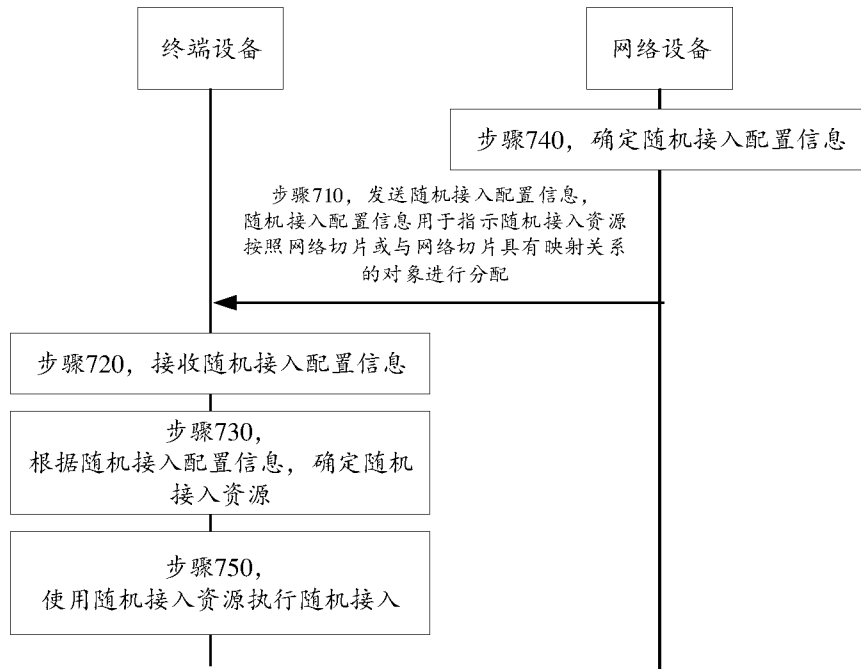 终端设备
网络设备
步骤740，确定随机接入配置信息
步骤710，发送随机接入配置信息，
随机接入配置信息用于指示随机接入资源
按照网络切片或与网络切片具有映射关系
的对象进行分配
步骤720，接收随机接入配置信息
步骤730，
根据随机接入配置信息，确定随机
接入资源
步骤750，
使用随机接入资源执行随机接入